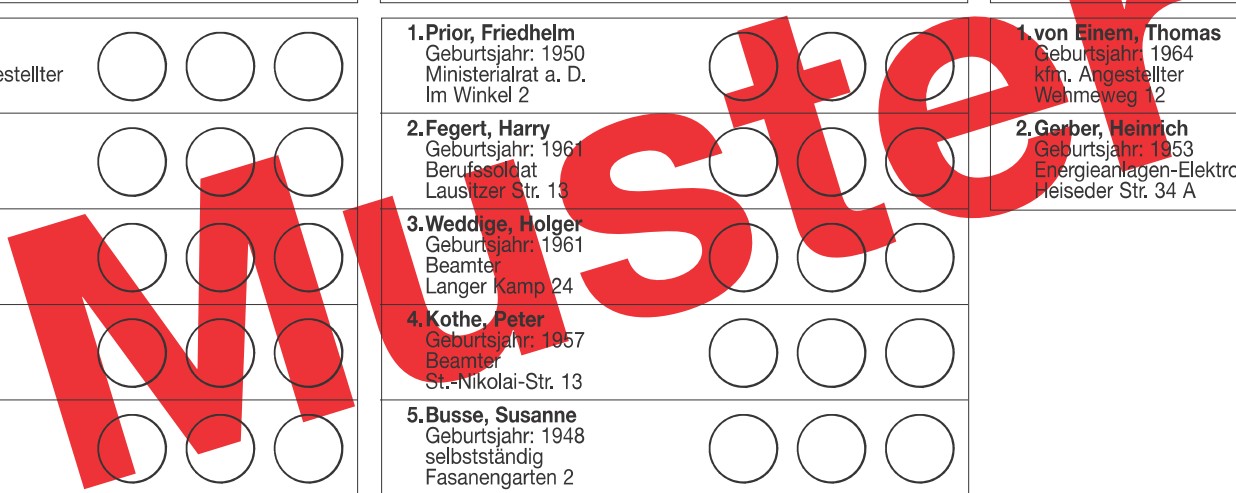 estellter
1. Prior, Friedhelm
Geburtsjahr: 1950
Ministerialrat a. D.
Im Winkel 2
2. Fegert, Harry
Geburtsjahr: 1961
Berufssoldat
Lausitzer Str. 13
3. Weddige, Holger
Geburtsjahr: 1961
Beamter
Langer Kamp 24
4. Kothe, Peter
Geburtsjahr: 1957
Beamter
St.-Nikolai-Str. 13
5. Busse, Susanne
Geburtsjahr: 1948
selbstständig
Fasanengarten 2
1. von Einem, Thomas
Geburtsjahr: 1964
kfm. Angestellter
Wehmeweg 12
2. Gerber, Heinrich
Geburtsjahr: 1953
Energieanlagen-Elektro
Heiseder Str. 34 A
Muster